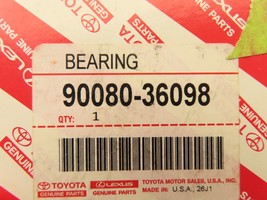 BEARING
90080-36098
QTY: 1
TOYOTA LEXUS TOYOTA MOTOR SALES, U.S.A., INC.
GENUINE PARTS GENUINE PARTS MADE IN: U.S.A., 26J1